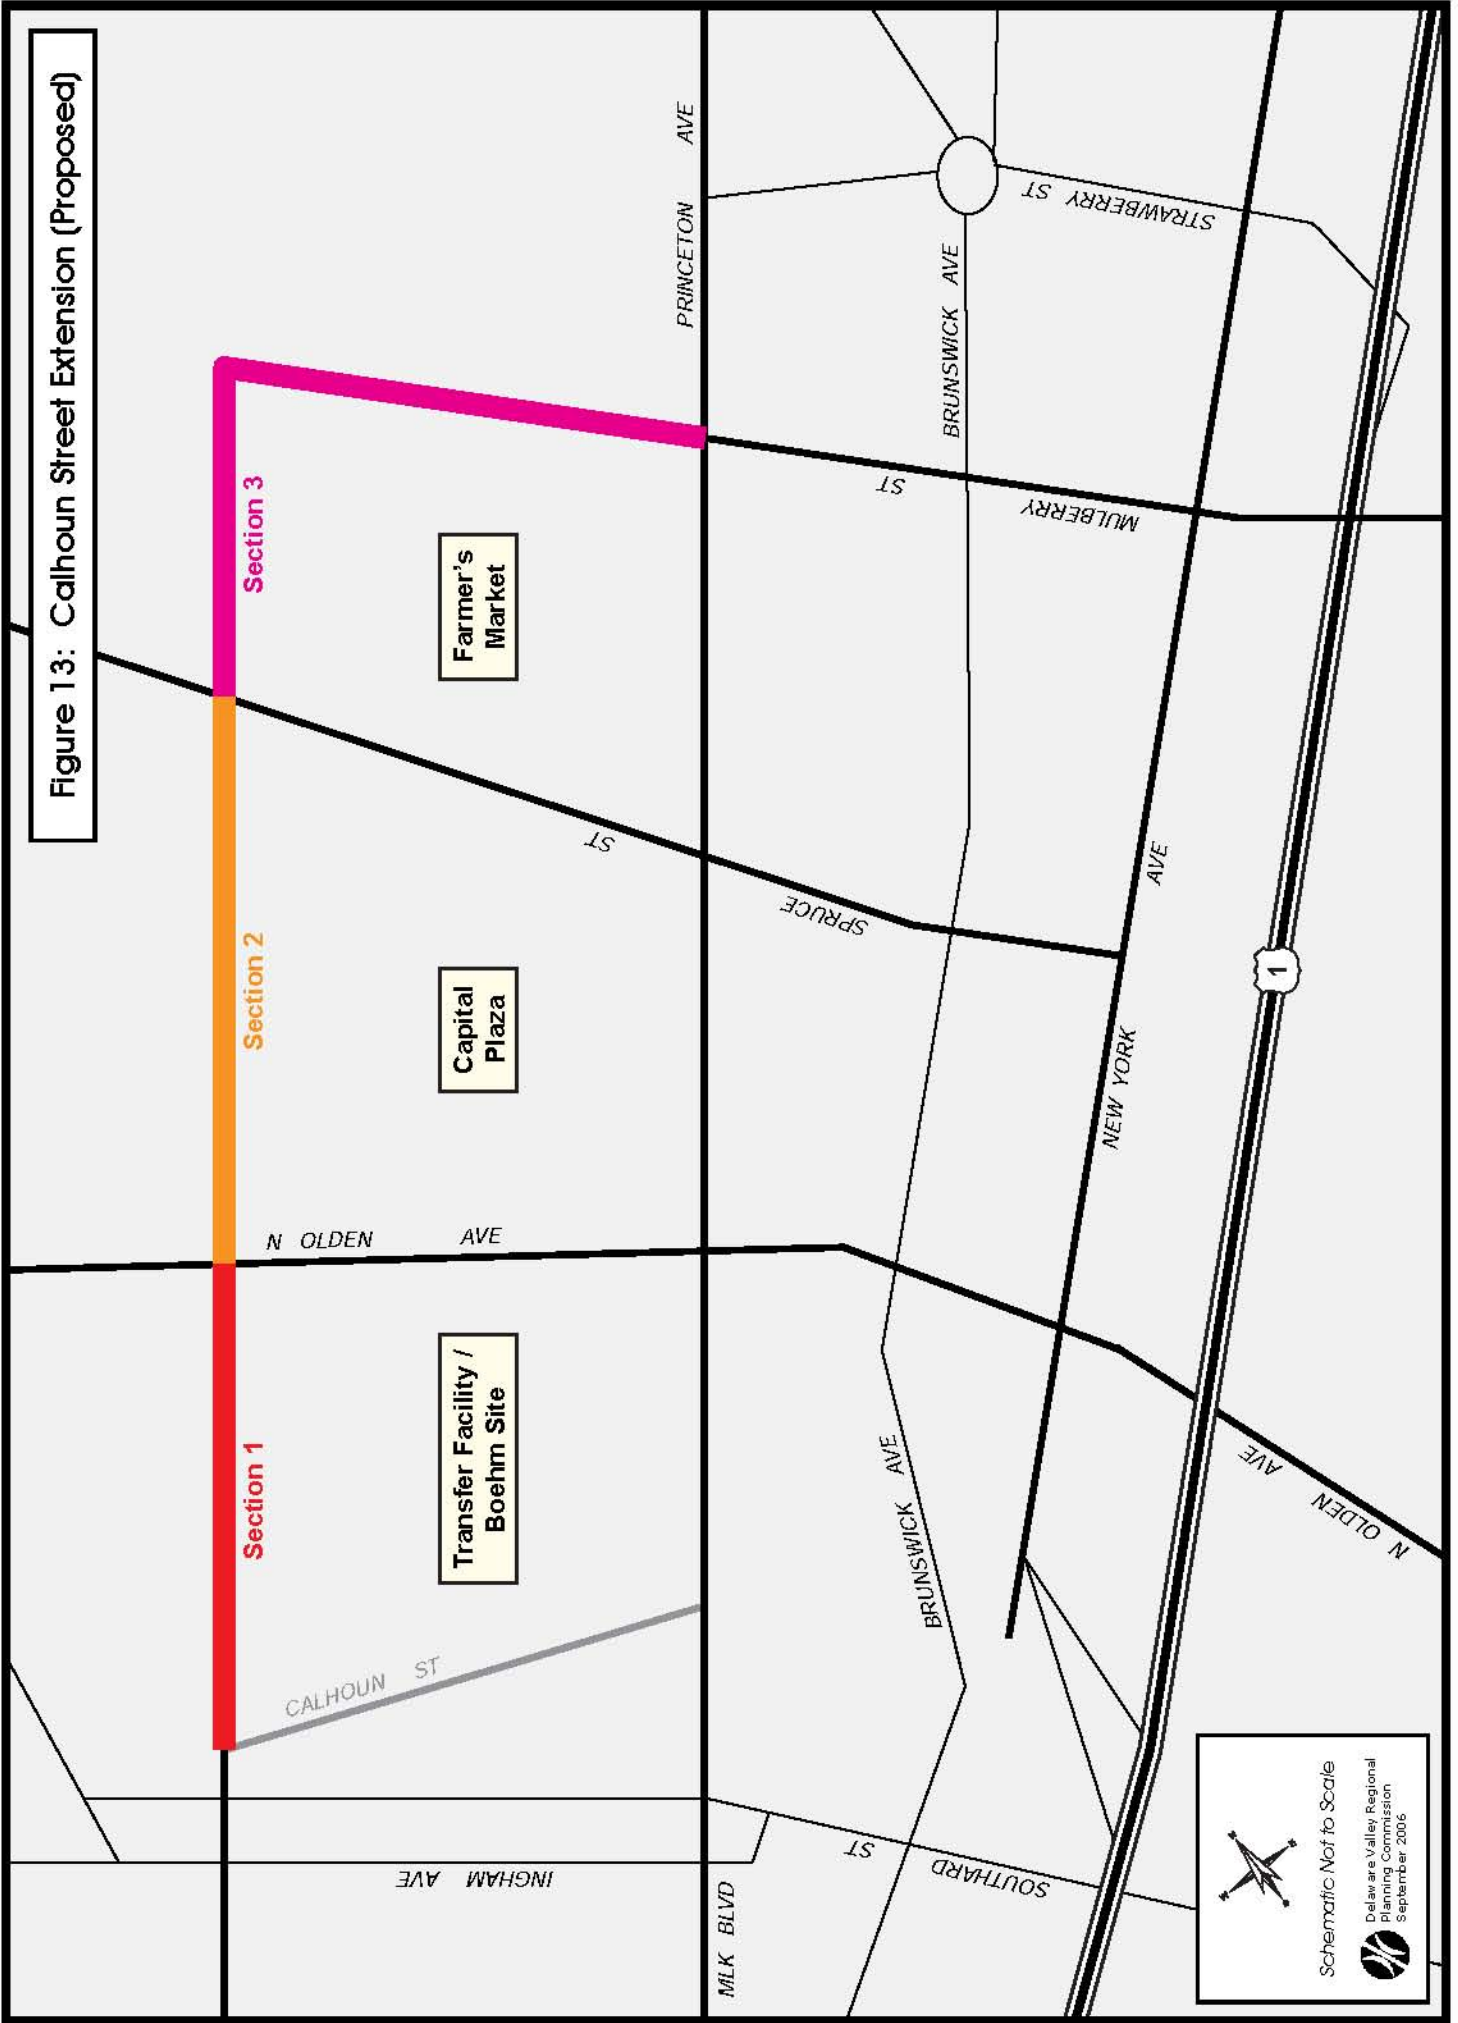 Figure 13: Calhoun Street Extension (Proposed)
Section 1
Section 2
Section 3
Transfer Facility /
Boehm Site
Capital
Plaza
Farmer's
Market
CALHOUN ST
N OLDEN AVE
SPRUCE ST
PRINCETON AVE
MLK BLVD
INGHAM AVE
SOUTHARD ST
BRUNSWICK AVE
BRUNSWICK AVE
MULBERRY ST
STRAWBERRY ST
NEW YORK AVE
N OLDEN AVE
1
Schematic Not to Scale
Delaware Valley Regional
Planning Commission
September 2006